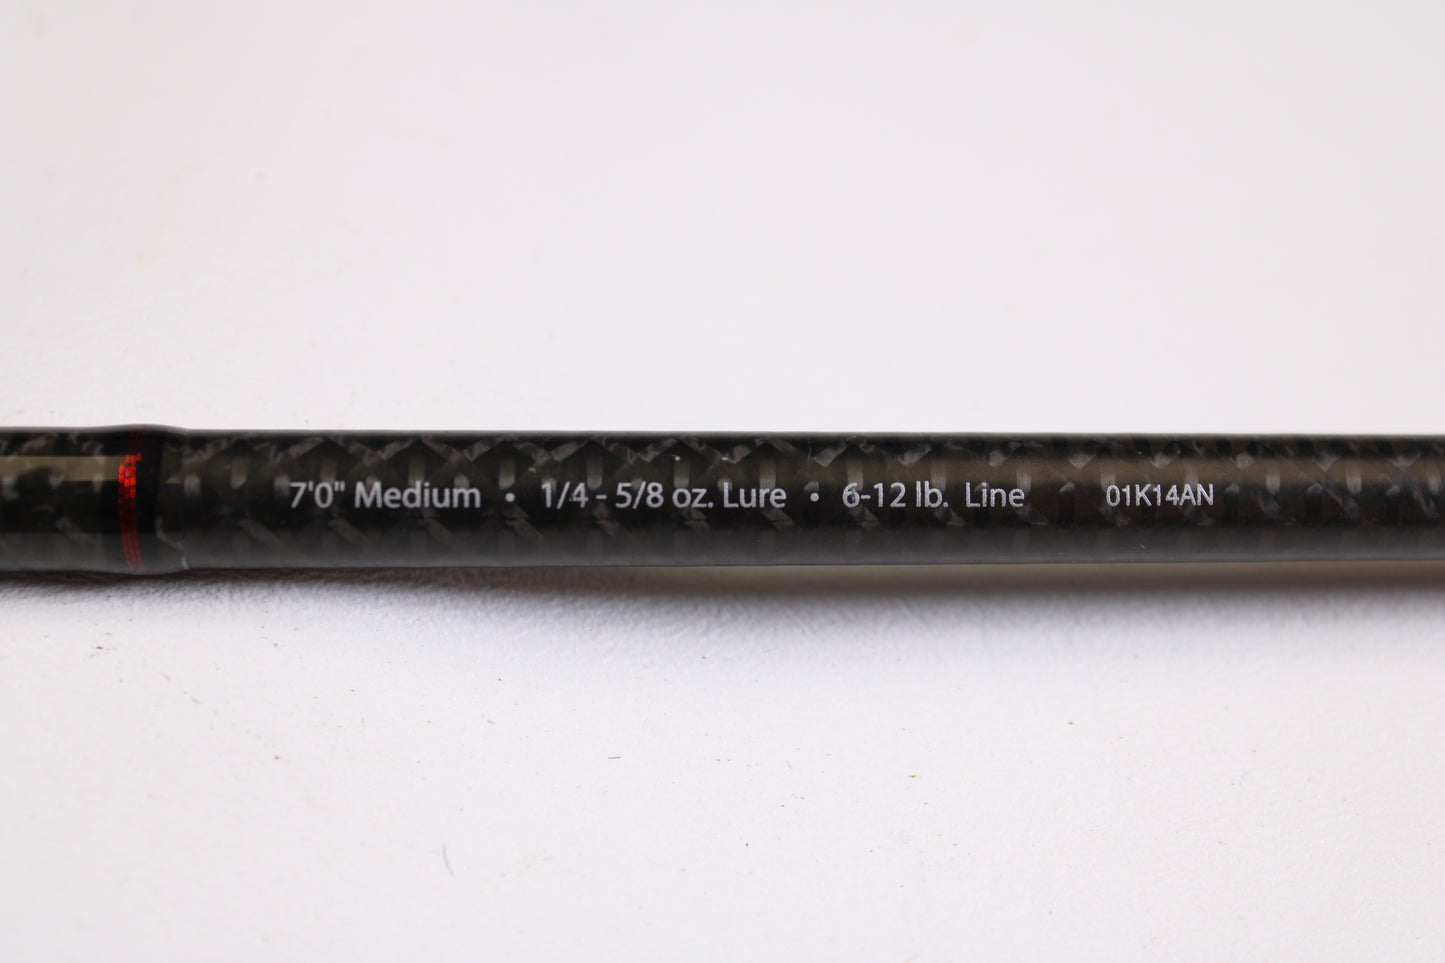 7'0" Medium • 1/4 - 5/8 oz. Lure • 6-12 lb. Line 01K14AN